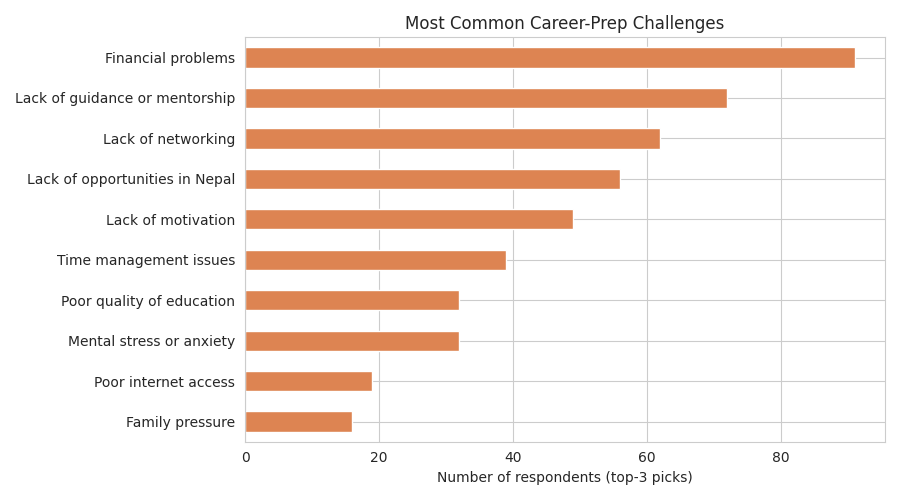 Most Common Career-Prep Challenges
Financial problems
Lack of guidance or mentorship
Lack of networking
Lack of opportunities in Nepal
Lack of motivation
Time management issues
Poor quality of education
Mental stress or anxiety
Poor internet access
Family pressure
0 20 40 60 80
Number of respondents (top-3 picks)